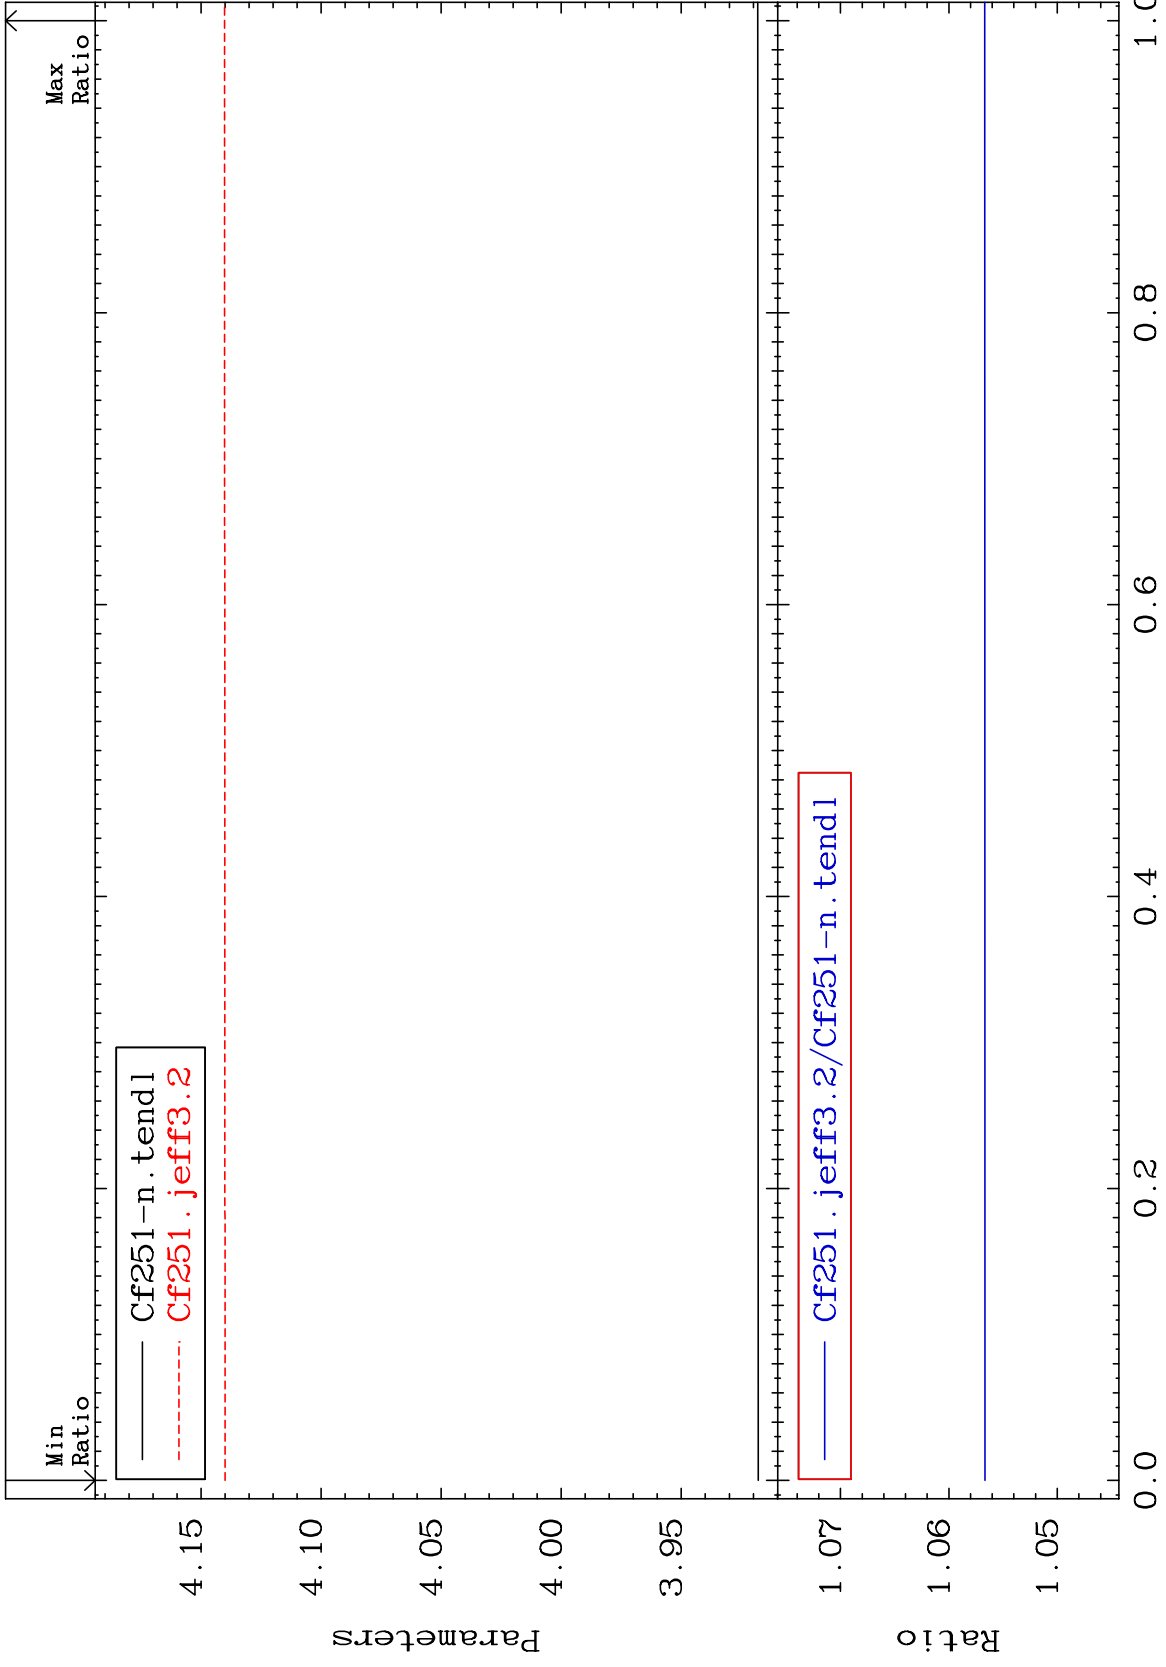 Min
Ratio
Max
Ratio
Cf251-n.tendl
Cf251.jeff3.2
4.15
4.10
4.05
4.00
3.95
Parameters
Cf251.jeff3.2/Cf251-n.tendl
1.07
1.06
1.05
Ratio
0.0
0.2
0.4
0.6
0.8
1.0